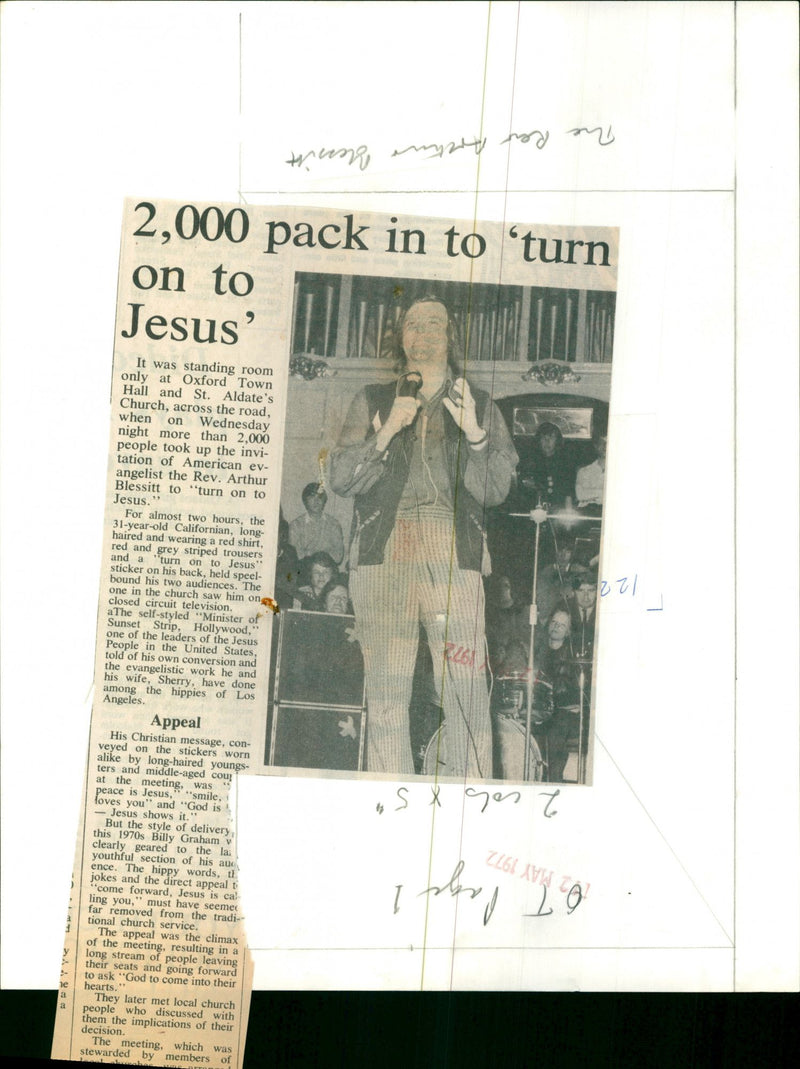 The Rev Arthur Blessitt
2,000 pack in to ‘turn
on to
Jesus’
It was standing room
only at Oxford Town
Hall and St. Aldate's
Church, across the road,
when on Wednesday
night more than 2,000
people took up the invi-
tation of American ev-
angelist the Rev. Arthur
Blessitt to "turn on to
Jesus."
For almost two hours, the
31-year-old Californian, long-
haired and wearing a red shirt,
red and grey striped trousers
and a "turn on to Jesus"
sticker on his back, held speel-
bound his two audiences. The
one in the church saw him on
closed circuit television.
aThe self-styled "Minister of
Sunset Strip, Hollywood,"
one of the leaders of the Jesus
People in the United States,
told of his own conversion and
the evangelistic work he and
his wife, Sherry, have done
among the hippies of Los
Angeles.
Appeal
His Christian message, con-
veyed on the stickers worn
alike by long-haired youngs-
ters and middle-aged coup
at the meeting, was "
peace is Jesus," "smile,
loves you" and "God is
— Jesus shows it."
But the style of delivery
this 1970s Billy Graham w
clearly geared to the la
youthful section of his au
ence. The hippy words, th
jokes and the direct appeal t
"come forward, Jesus is cal-
ling you," must have seemed
far removed from the tradi-
tional church service.
The appeal was the climax
of the meeting, resulting in a
long stream of people leaving
their seats and going forward
to ask "God to come into their
hearts."
They later met local church
people who discussed with
them the implications of their
decision.
The meeting, which was
stewarded by members of
local churches, was arranged
122
1972
2 cols x 5"
12 MAY 1972
OT Page 1